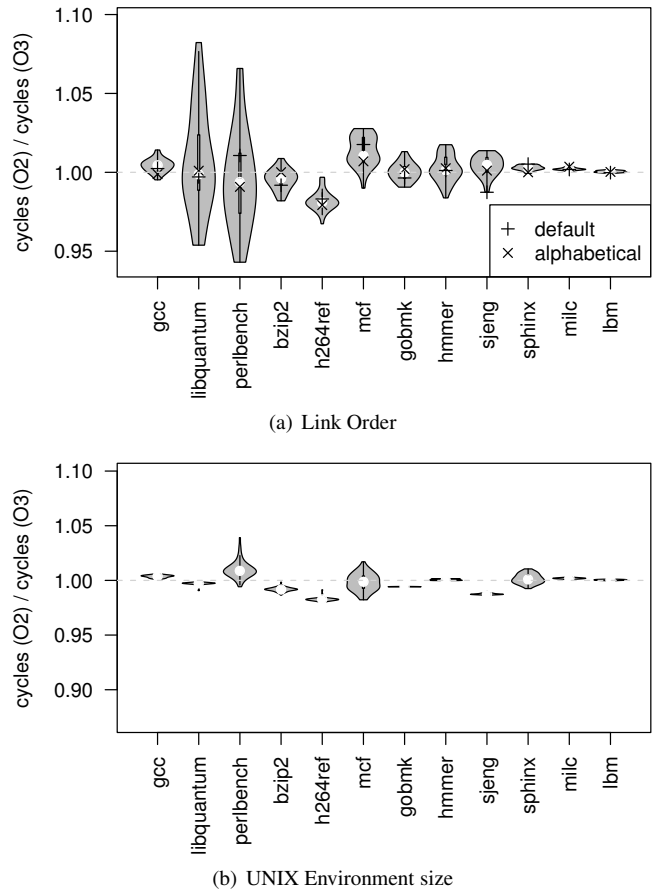 cycles (O2) / cycles (O3)
1.10
1.05
1.00
0.95
+ default
× alphabetical
gcc
libquantum
perlbench
bzip2
h264ref
mcf
gobmk
hmmer
sjeng
sphinx
milc
lbm
(a) Link Order
cycles (O2) / cycles (O3)
1.10
1.05
1.00
0.95
0.90
gcc
libquantum
perlbench
bzip2
h264ref
mcf
gobmk
hmmer
sjeng
sphinx
milc
lbm
(b) UNIX Environment size